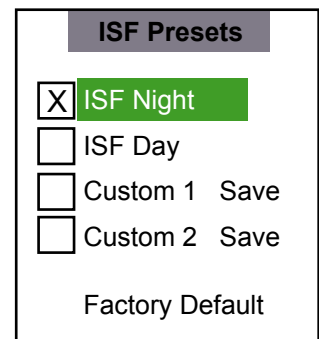 ISF Presets
X ISF Night
ISF Day
Custom 1 Save
Custom 2 Save
Factory Default